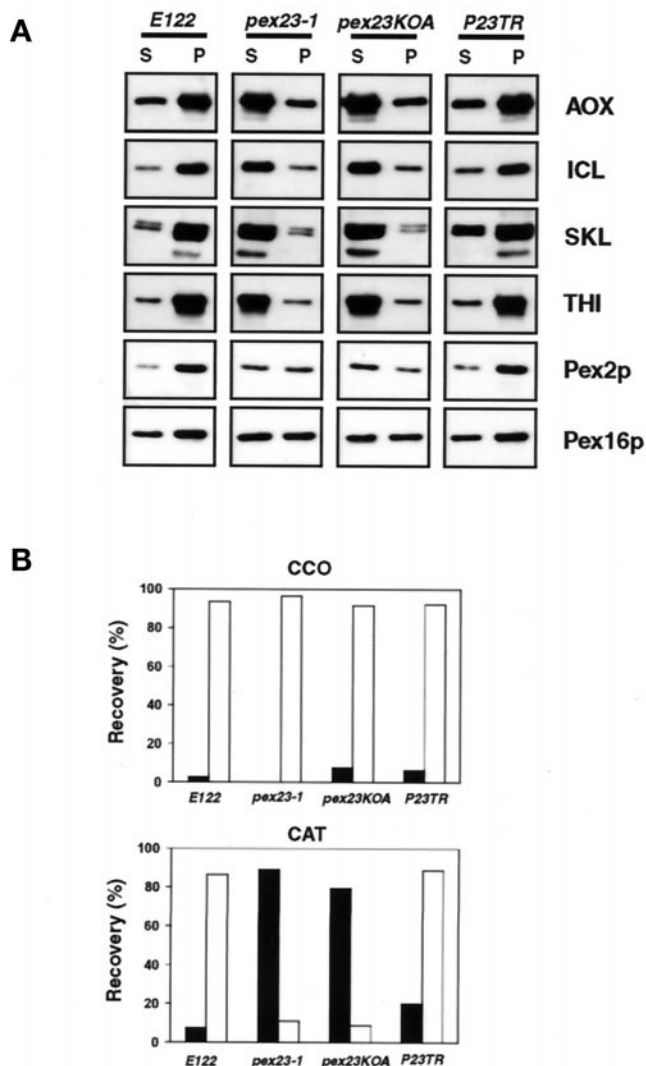 A
E122 pex23-1 pex23KOA P23TR
S P S P S P S P
AOX
ICL
SKL
THI
Pex2p
Pex16p
B
CCO
Recovery (%)
100
80
60
40
20
0
E122 pex23-1 pex23KOA P23TR
CAT
Recovery (%)
100
80
60
40
20
0
E122 pex23-1 pex23KOA P23TR